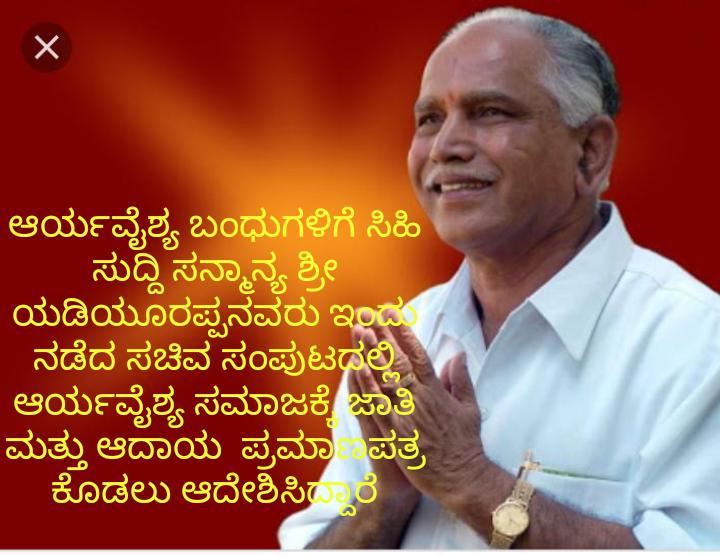 ಆರ್ಯವೈಶ್ಯ ಬಂಧುಗಳಿಗೆ ಸಿಹಿ
ಸುದ್ದಿ ಸನ್ಮಾನ್ಯ ಶ್ರೀ
ಯಡಿಯೂರಪ್ಪನವರು ಇಂದು
ನಡೆದ ಸಚಿವ ಸಂಪುಟದಲ್ಲಿ
ಆರ್ಯವೈಶ್ಯ ಸಮಾಜಕ್ಕೆ ಜಾತಿ
ಮತ್ತು ಆದಾಯ ಪ್ರಮಾಣಪತ್ರ
ಕೊಡಲು ಆದೇಶಿಸಿದ್ದಾರೆ